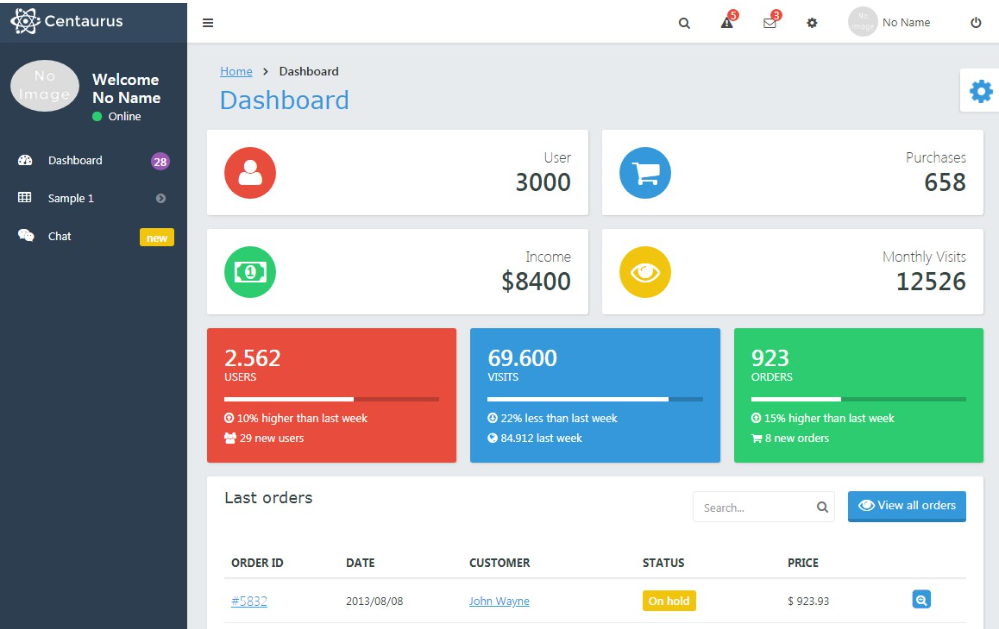 Centaurus
5
3
No Image
No Name
No Image
Welcome
No Name
Online
Dashboard 28
Sample 1
Chat new
Home > Dashboard
Dashboard
User
3000
Purchases
658
Income
$8400
1
Monthly Visits
12526
2.562
USERS
10% higher than last week
29 new users
69.600
VISITS
22% less than last week
84.912 last week
923
ORDERS
15% higher than last week
8 new orders
Last orders
Search...
View all orders
ORDER ID DATE CUSTOMER STATUS PRICE
#5832 2013/08/08 John Wayne On hold $ 923.93